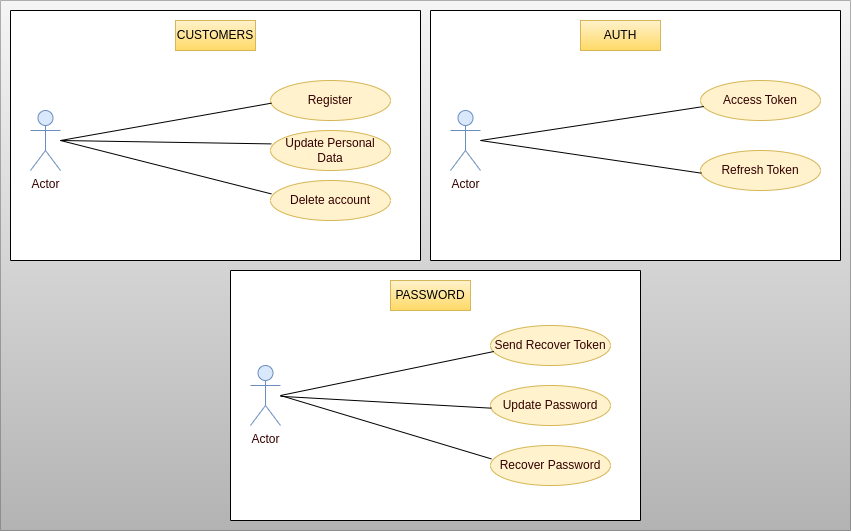 CUSTOMERS
Register
Update Personal
Data
Delete account
Actor
AUTH
Access Token
Refresh Token
Actor
PASSWORD
Send Recover Token
Update Password
Recover Password
Actor